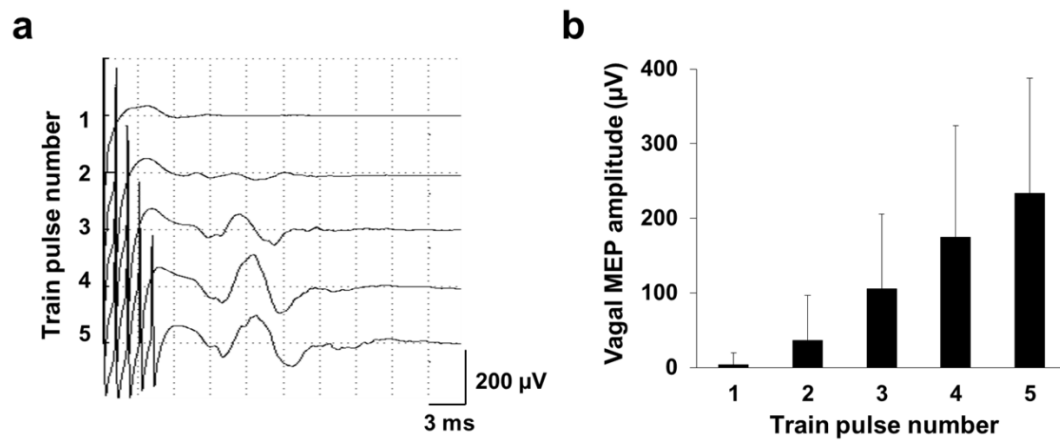 a
Train pulse number
1
2
3
4
5
200 µV
3 ms
b
Vagal MEP amplitude (µV)
400
300
200
100
0
1 2 3 4 5
Train pulse number